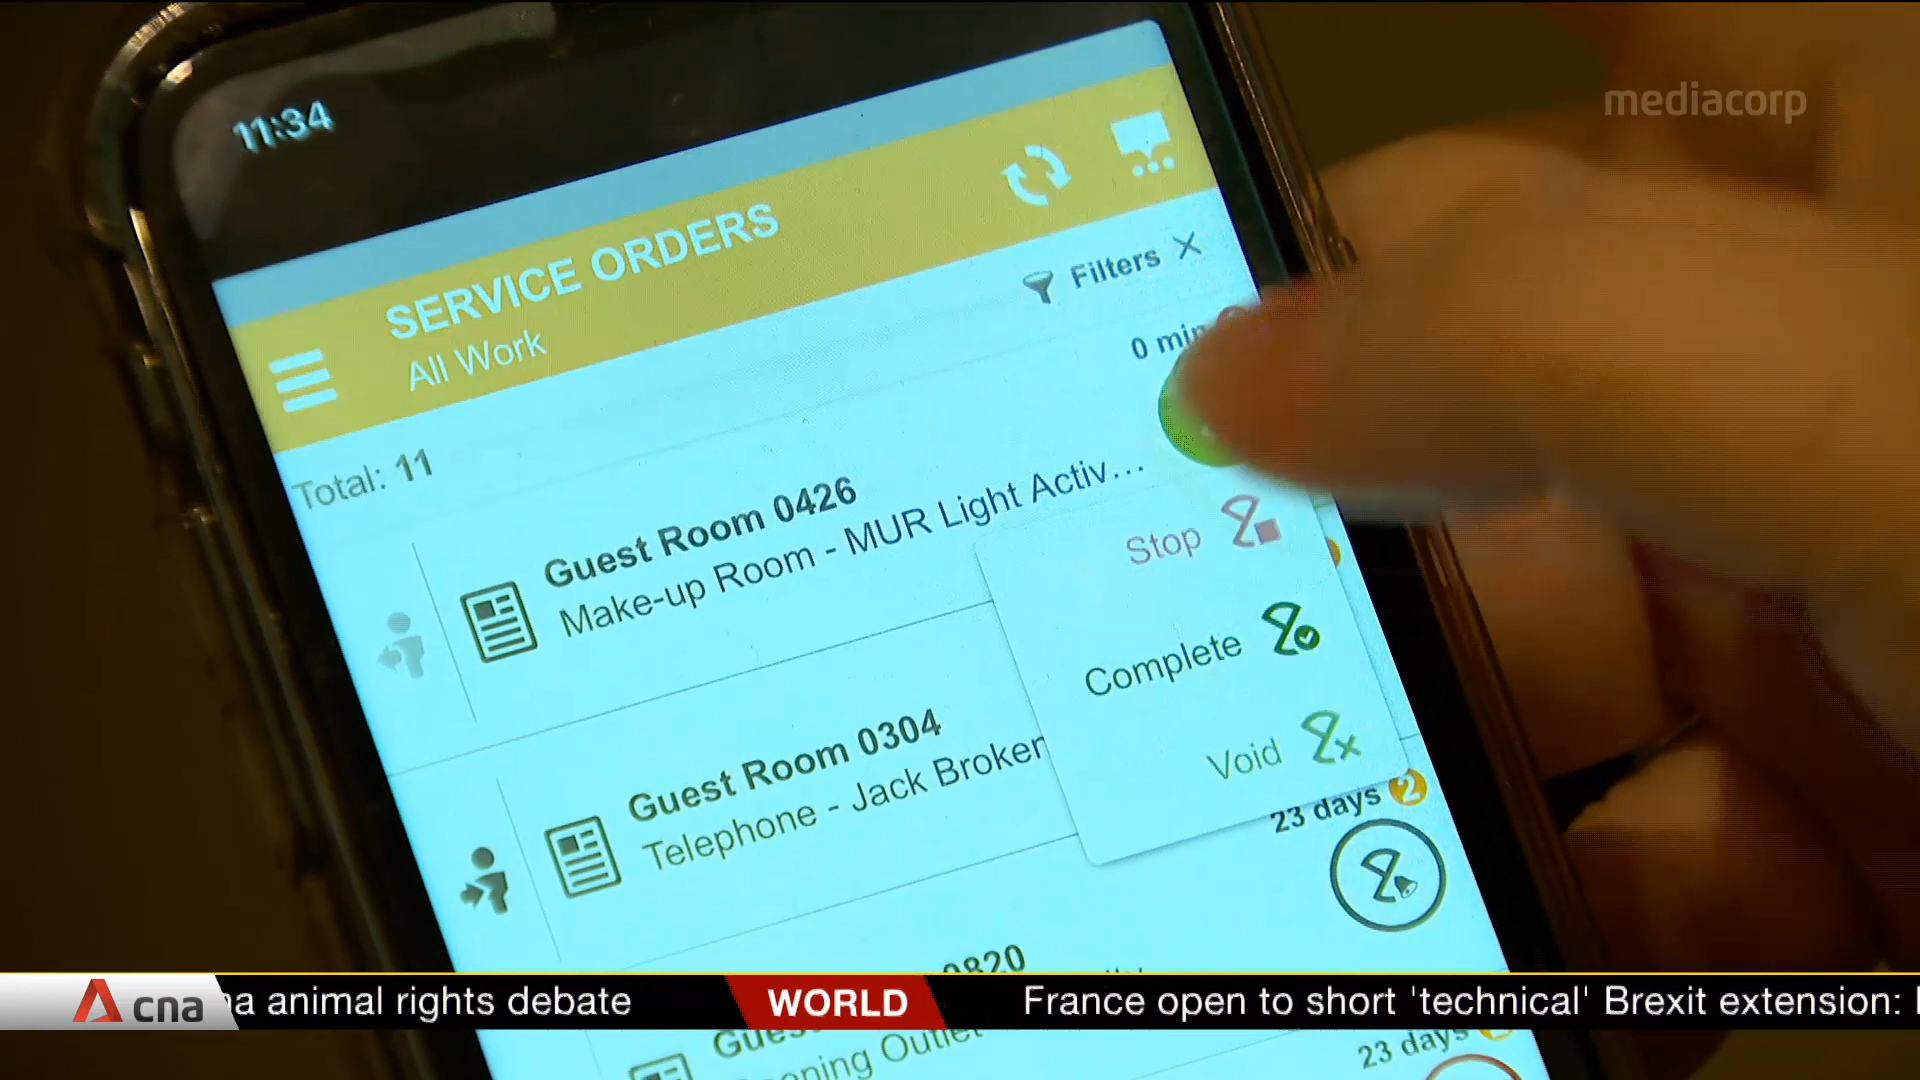 mediacorp
11:34
SERVICE ORDERS
All Work
Filters
Total: 11
0 min
Guest Room 0426
Make-up Room - MUR Light Activ...
Stop
Complete
Void
Guest Room 0304
Telephone - Jack Broken
23 days 2
0820
23 days
Outlet
cna
animal rights debate
WORLD
France open to short 'technical' Brexit extension: